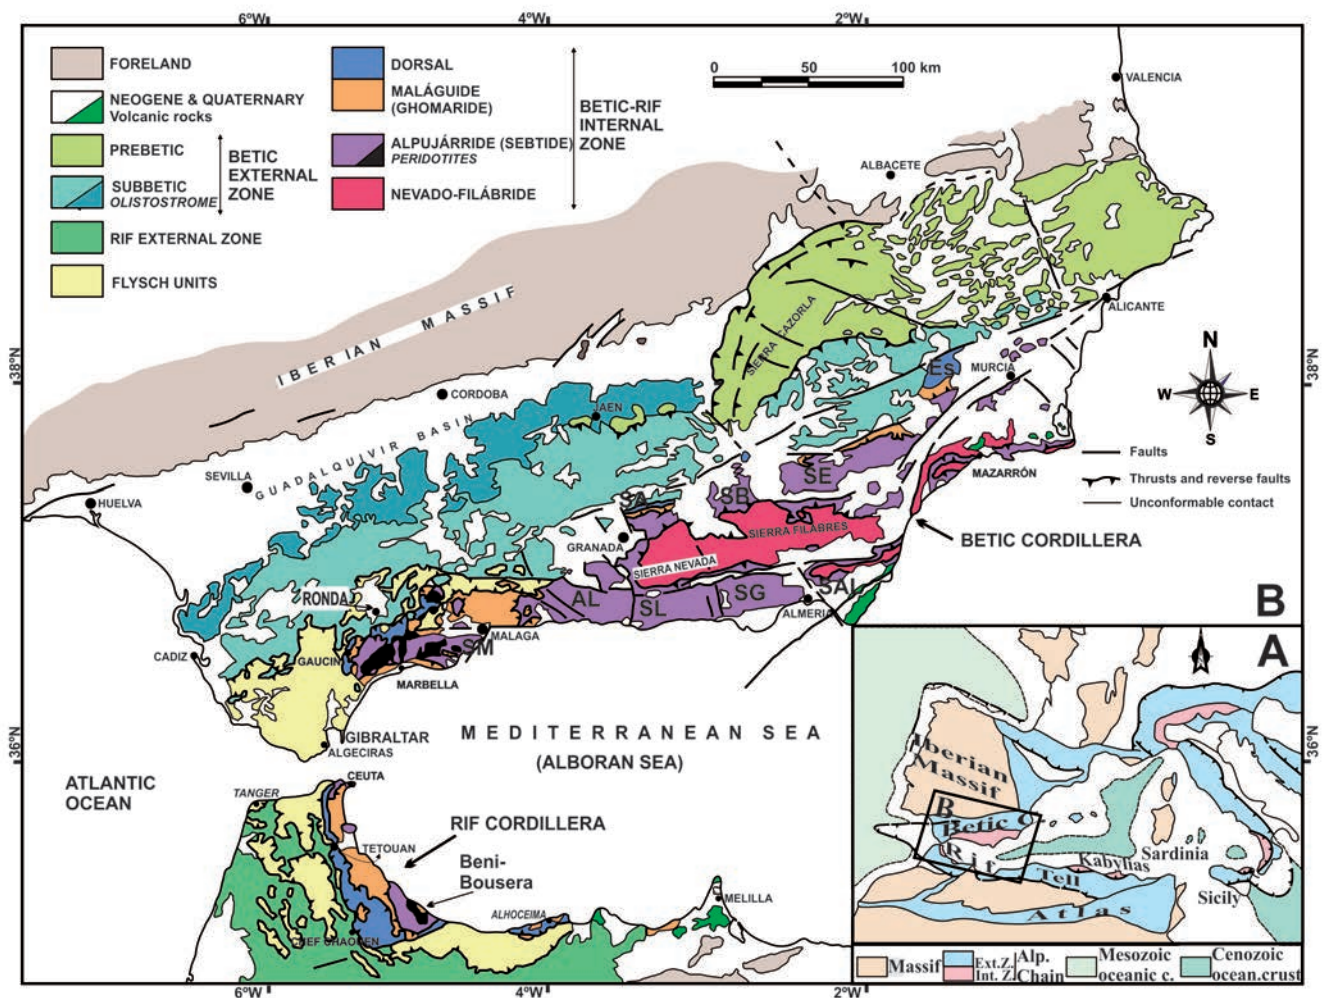 6°W
4°W
2°W
FORELAND
NEOGENE & QUATERNARY
Volcanic rocks
PREBETIC
SUBBETIC
OLISTOSTROME
BETIC
EXTERNAL
ZONE
RIF EXTERNAL ZONE
FLYSCH UNITS
DORSAL
MALÁGUIDE
(GHOMARIDE)
ALPUJÁRRIDE (SEBTIDE)
PERIDOTITES
NEVADO-FILÁBRIDE
BETIC-RIF
INTERNAL
ZONE
0 50 100 km
VALENCIA
ALBACETE
IBERIAN MASSIF
SIERRA CAZORLA
ALICANTE
38°N
38°N
N
W E
S
Es
MURCIA
CORDOBA
JAEN
GUADALQUIVIR BASIN
SEVILLA
HUELVA
Faults
Thrusts and reverse faults
Unconformable contact
MAZARRÓN
SE
SB
SA
SIERRA FILABRES
BETIC CORDILLERA
GRANADA
SIERRA NEVADA
RONDA
AL
SL
SG
SAL
ALMERIA
B
MALAGA
SM
CADIZ
GAUCIN
MARBELLA
GIBRALTAR
ALGECIRAS
MEDITERRANEAN SEA
(ALBORAN SEA)
36°N
36°N
ATLANTIC
OCEAN
CEUTA
TANGER
RIF CORDILLERA
TETOUAN
Beni-
Bousera
ALHOCEIMA
MELILLA
CHEF CHAOUEN
6°W
4°W
2°W
A
Iberian
Massif
B
Betic C.
Rif
Tell
Atlas
Kabylias
Sardinia
Sicily
Massif
Ext.Z.
Int. Z.
Alp.
Chain
Mesozoic
oceanic c.
Cenozoic
ocean.crust